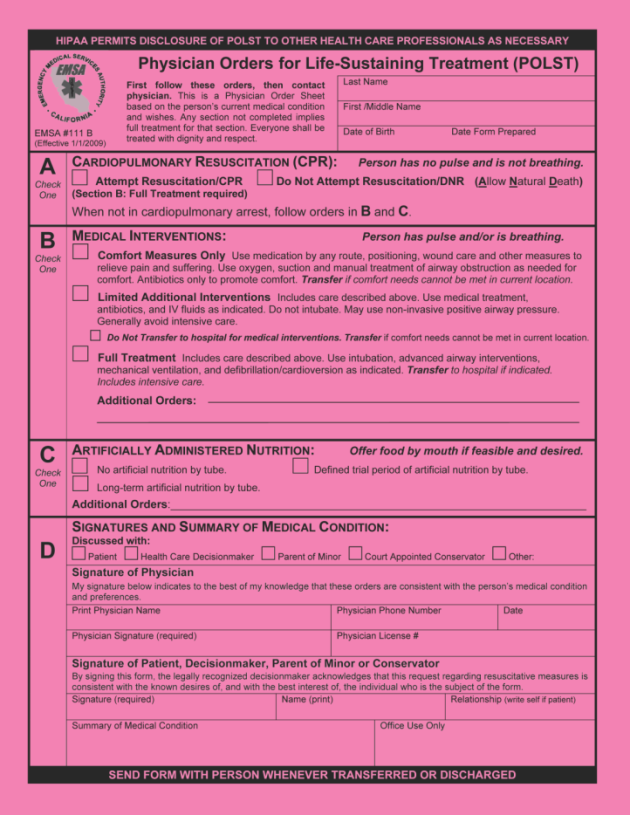 HIPAA PERMITS DISCLOSURE OF POLST TO OTHER HEALTH CARE PROFESSIONALS AS NECESSARY
EMERGENCY MEDICAL SERVICES AUTHORITY
EMSA
CALIFORNIA
EMSA #111 B
(Effective 1/1/2009)
Physician Orders for Life-Sustaining Treatment (POLST)
First follow these orders, then contact
physician. This is a Physician Order Sheet
based on the person's current medical condition
and wishes. Any section not completed implies
full treatment for that section. Everyone shall be
treated with dignity and respect.
Last Name
First /Middle Name
Date of Birth Date Form Prepared
A
Check
One
CARDIOPULMONARY RESUSCITATION (CPR): Person has no pulse and is not breathing.
Attempt Resuscitation/CPR Do Not Attempt Resuscitation/DNR (Allow Natural Death)
(Section B: Full Treatment required)
When not in cardiopulmonary arrest, follow orders in B and C.
B
Check
One
MEDICAL INTERVENTIONS: Person has pulse and/or is breathing.
Comfort Measures Only Use medication by any route, positioning, wound care and other measures to
relieve pain and suffering. Use oxygen, suction and manual treatment of airway obstruction as needed for
comfort. Antibiotics only to promote comfort. Transfer if comfort needs cannot be met in current location.
Limited Additional Interventions Includes care described above. Use medical treatment,
antibiotics, and IV fluids as indicated. Do not intubate. May use non-invasive positive airway pressure.
Generally avoid intensive care.
Do Not Transfer to hospital for medical interventions. Transfer if comfort needs cannot be met in current location.
Full Treatment Includes care described above. Use intubation, advanced airway interventions,
mechanical ventilation, and defibrillation/cardioversion as indicated. Transfer to hospital if indicated.
Includes intensive care.
Additional Orders:
C
Check
One
ARTIFICIALLY ADMINISTERED NUTRITION: Offer food by mouth if feasible and desired.
No artificial nutrition by tube. Defined trial period of artificial nutrition by tube.
Long-term artificial nutrition by tube.
Additional Orders:
D
SIGNATURES AND SUMMARY OF MEDICAL CONDITION:
Discussed with:
Patient Health Care Decisionmaker Parent of Minor Court Appointed Conservator Other:
Signature of Physician
My signature below indicates to the best of my knowledge that these orders are consistent with the person's medical condition
and preferences.
Print Physician Name Physician Phone Number Date
Physician Signature (required) Physician License #
Signature of Patient, Decisionmaker, Parent of Minor or Conservator
By signing this form, the legally recognized decisionmaker acknowledges that this request regarding resuscitative measures is
consistent with the known desires of, and with the best interest of, the individual who is the subject of the form.
Signature (required) Name (print) Relationship (write self if patient)
Summary of Medical Condition Office Use Only
SEND FORM WITH PERSON WHENEVER TRANSFERRED OR DISCHARGED